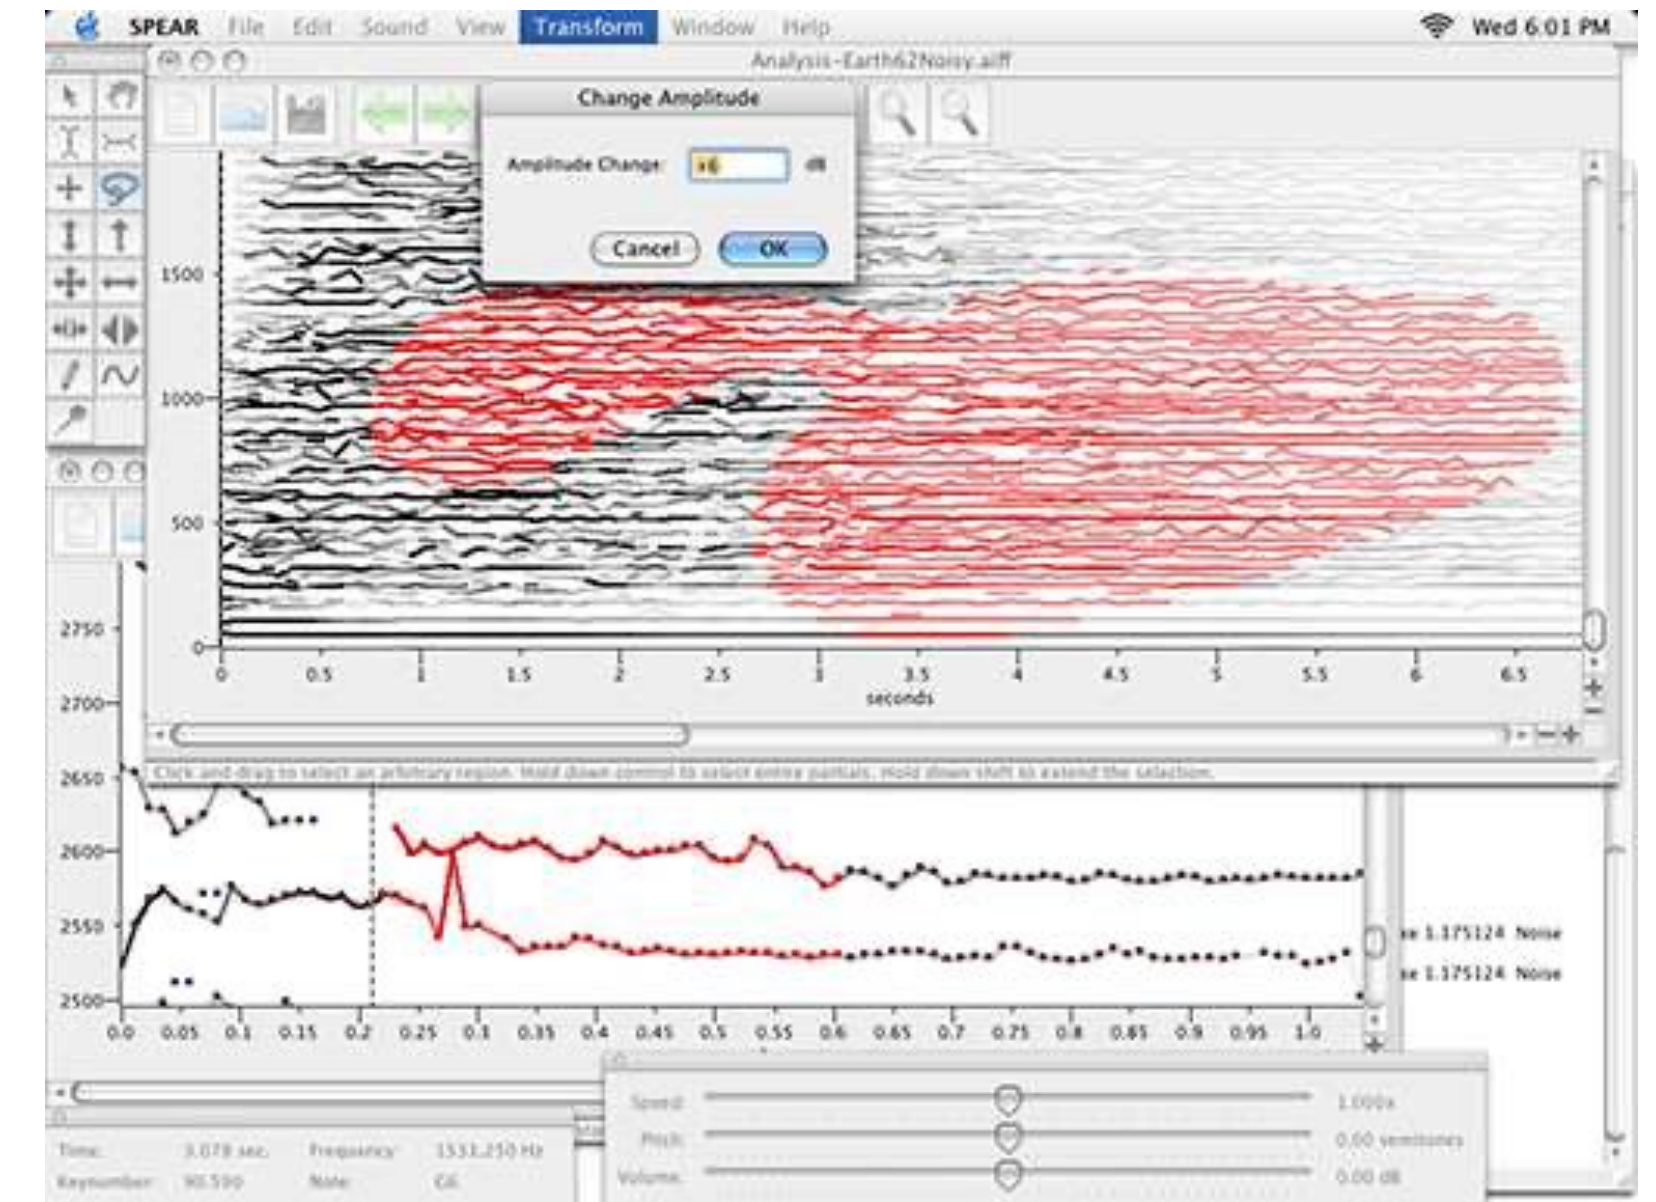 SPEAR File Edit Sound View Transform Window Help Wed 6:01 PM
Analysis-Earth62Noisy.aiff
Change Amplitude
Amplitude Change: dB
Cancel OK
1500
1000
500
0
0 0.5 1 1.5 2 2.5 3 3.5 4 4.5 5 5.5 6 6.5
seconds
Click and drag to select an arbitrary region. Hold down control to select entire partials. Hold down shift to extend the selection.
2750
2700
2650
2600
2550
2500
0.0 0.05 0.1 0.15 0.2 0.25 0.3 0.35 0.4 0.45 0.5 0.55 0.6 0.65 0.7 0.75 0.8 0.85 0.9 0.95 1.0
se 1.175124 Noise
se 1.175124 Noise
Speed: 1.000x
Pitch: 0.00 semitones
Volume: 0.00 dB
Time: 3.079 sec. Frequency: 1533.250 Hz
Keynumber: 90.590 Note: G6